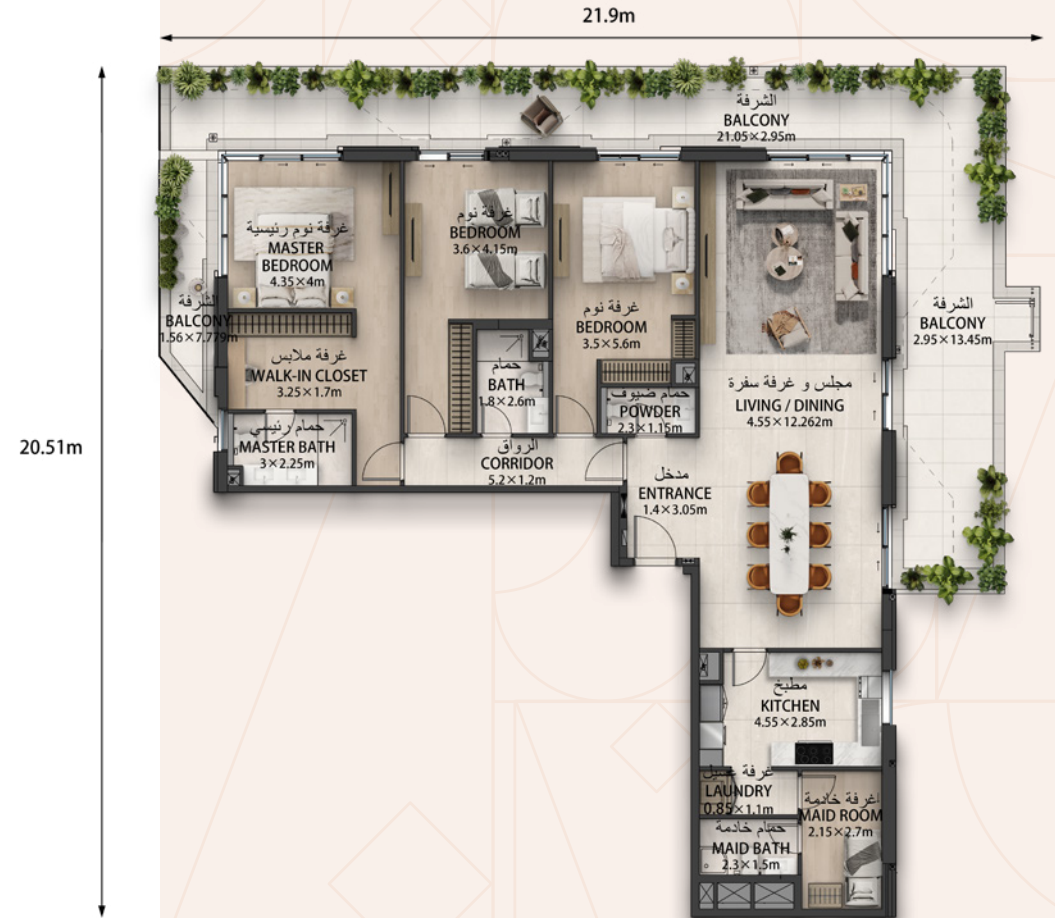 21.9m
20.51m
الشرفة
BALCONY
21.05×2.95m
غرفة نوم رئيسية
MASTER
BEDROOM
4.35×4m
غرفة نوم
BEDROOM
3.6×4.15m
غرفة نوم
BEDROOM
3.5×5.6m
الشرفة
BALCONY
1.56×7.779m
الشرفة
BALCONY
2.95×13.45m
غرفة ملابس
WALK-IN CLOSET
3.25×1.7m
حمام
BATH
1.8×2.6m
حمام ضيوف
POWDER
2.3×1.15m
مجلس و غرفة سفرة
LIVING / DINING
4.55×12.262m
حمام رئيسي
MASTER BATH
3×2.25m
الرواق
CORRIDOR
5.2×1.2m
مدخل
ENTRANCE
1.4×3.05m
مطبخ
KITCHEN
4.55×2.85m
غرفة غسيل
LAUNDRY
0.85×1.1m
غرفة خادمة
MAID ROOM
2.15×2.7m
حمام خادمة
MAID BATH
2.3×1.5m